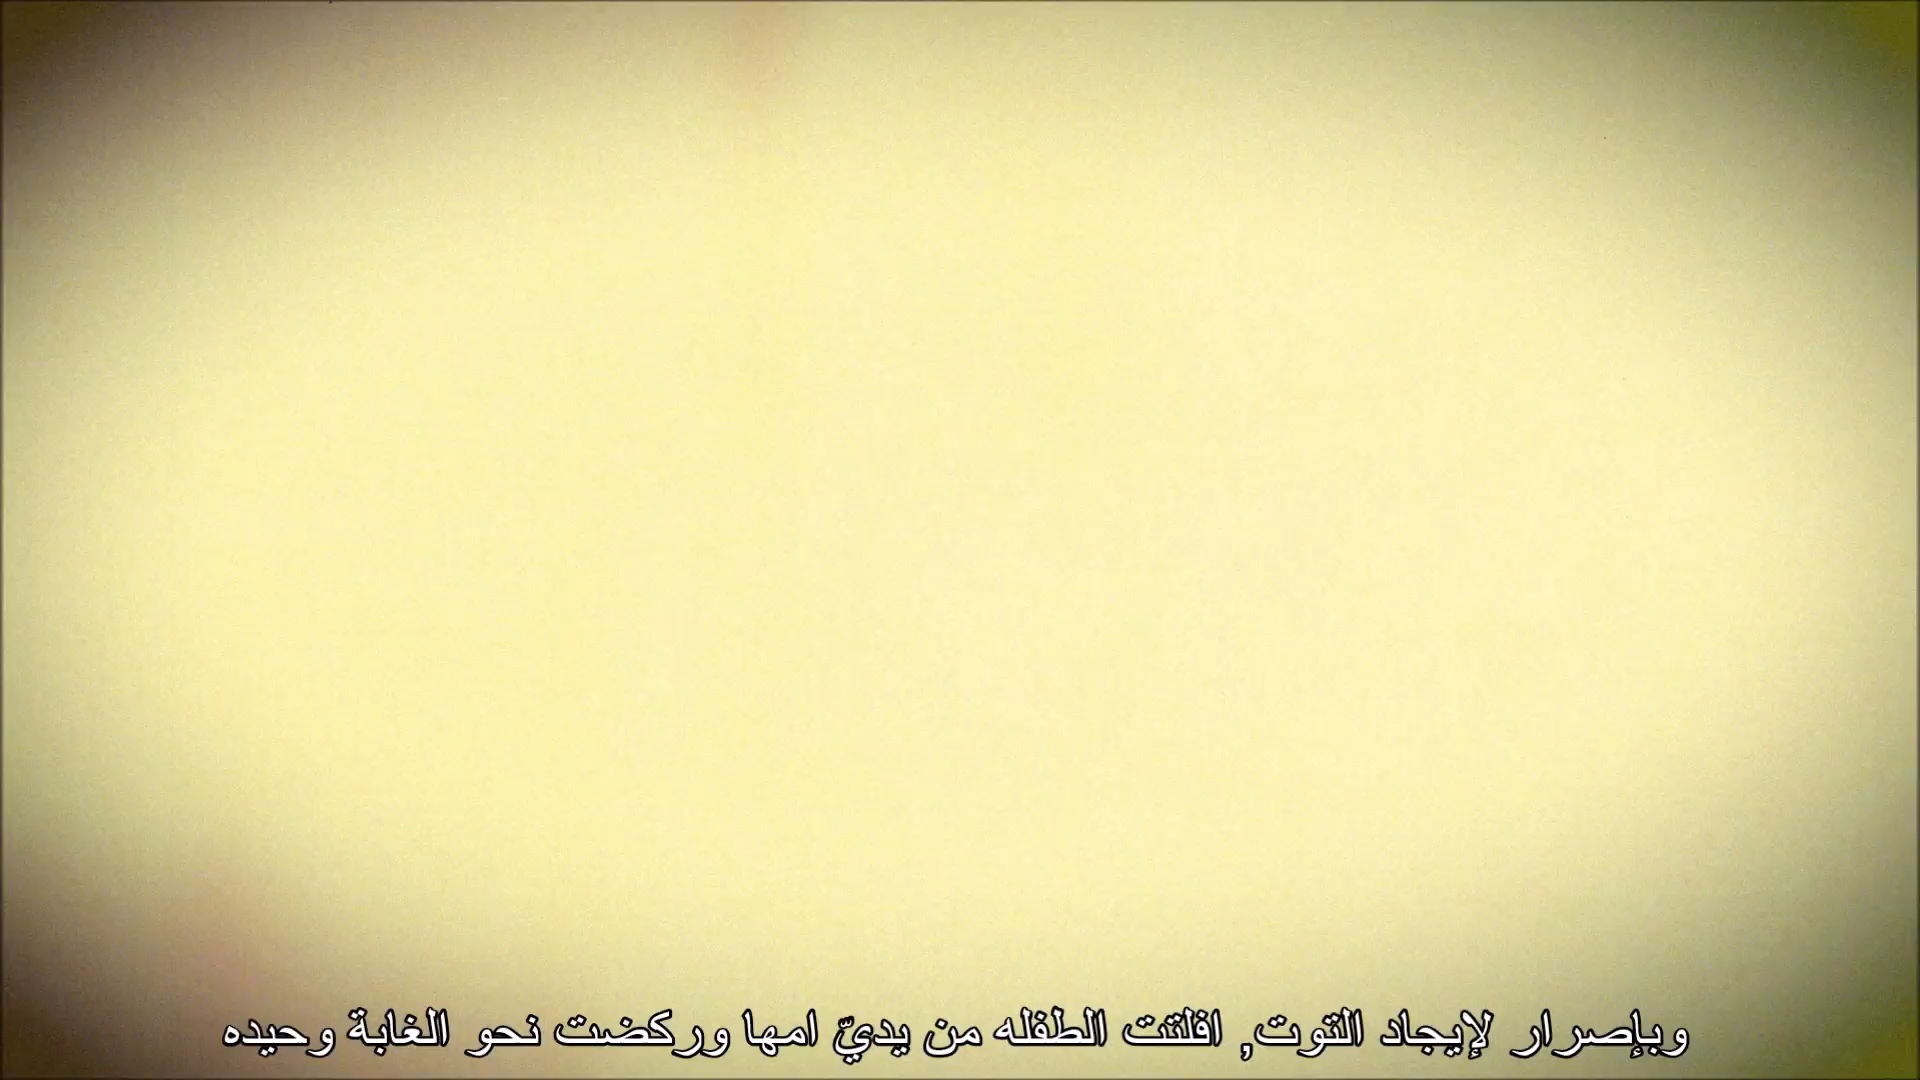 وبإصرار لإيجاد التوت, افلتت الطفله من يديّ امها وركضت نحو الغابة وحيده